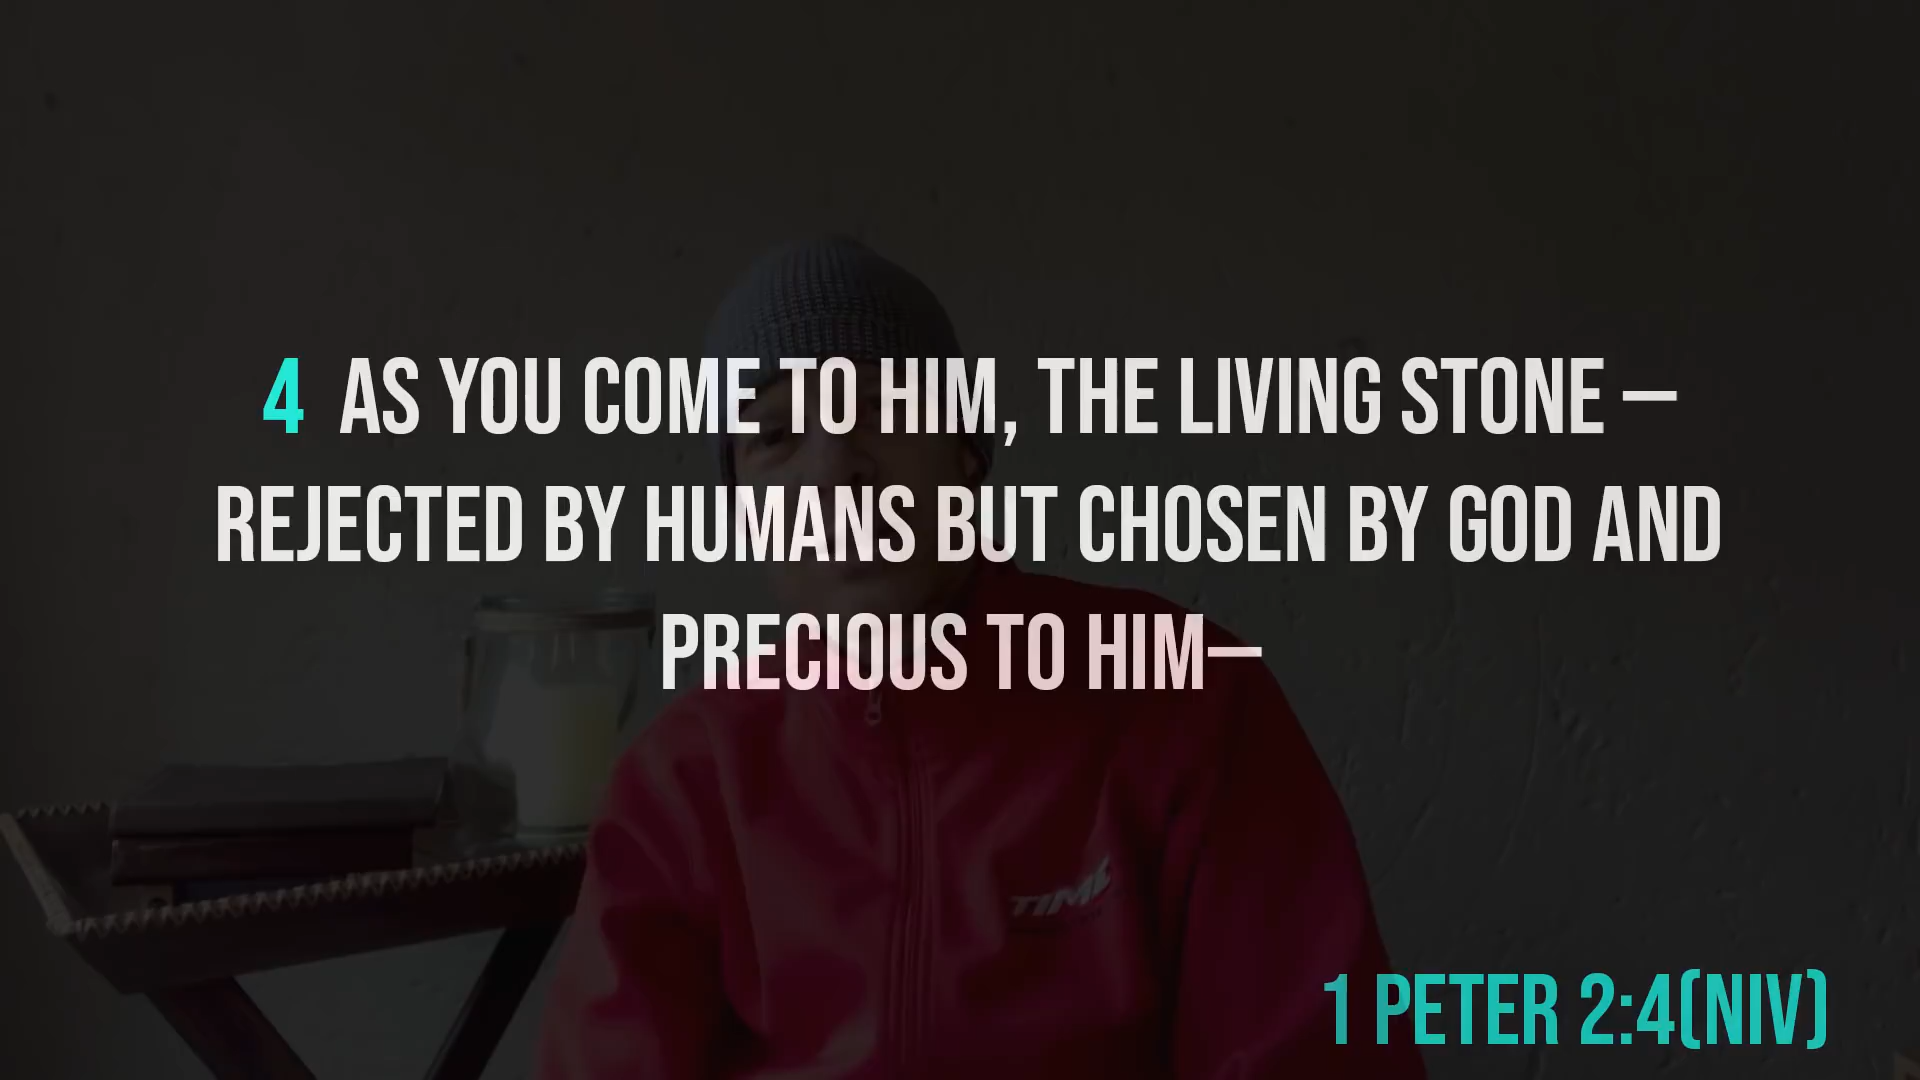 4 AS YOU COME TO HIM, THE LIVING STONE –
REJECTED BY HUMANS BUT CHOSEN BY GOD AND
PRECIOUS TO HIM–
TIME
1 PETER 2:4(NIV)